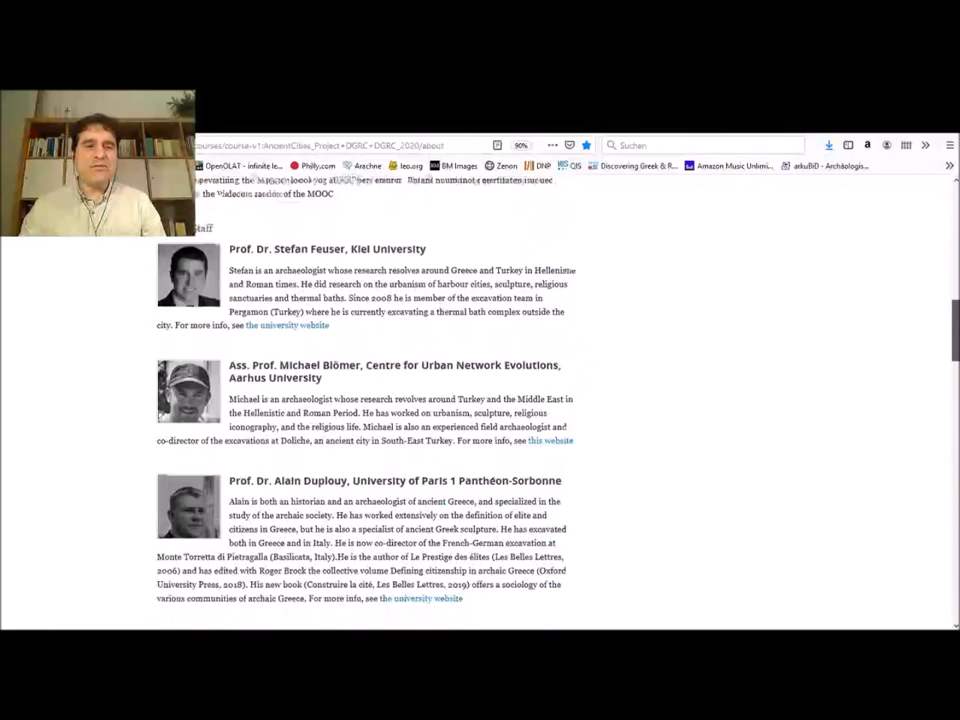 courses/course-v1:AncientCities_Project+DGRC+DGRC_2020/about
90%
Suchen
OpenOLAT - infinite le...
Philly.com
Arachne
leo.org
BM Images
Zenon
DNP
QIS
Discovering Greek & R...
Amazon Music Unlimi...
arkuBiD - Archäologis...
the
of the MOOC
Staff
Prof. Dr. Stefan Feuser, Kiel University
Stefan is an archaeologist whose research resolves around Greece and Turkey in Hellenisme
and Roman times. He did research on the urbanism of harbour cities, sculpture, religious
sanctuaries and thermal baths. Since 2008 he is member of the excavation team in
Pergamon (Turkey) where he is currently excavating a thermal bath complex outside the
city. For more info, see the university website
Ass. Prof. Michael Blömer, Centre for Urban Network Evolutions,
Aarhus University
Michael is an archaeologist whose research revolves around Turkey and the Middle East in
the Hellenistic and Roman Period. He has worked on urbanism, sculpture, religious
iconography, and the religious life. Michael is also an experienced field archaeologist and
co-director of the excavations at Doliche, an ancient city in South-East Turkey. For more info, see this website
Prof. Dr. Alain Duplouy, University of Paris 1 Panthéon-Sorbonne
Alain is both an historian and an archaeologist of ancient Greece, and specialized in the
study of the archaic society. He has worked extensively on the definition of elite and
citizens in Greece, but he is also a specialist of ancient Greek sculpture. He has excavated
both in Greece and in Italy. He is now co-director of the French-German excavation at
Monte Torretta di Pietragalla (Basilicata, Italy).He is the author of Le Prestige des élites (Les Belles Lettres,
2006) and has edited with Roger Brock the collective volume Defining citizenship in archaic Greece (Oxford
University Press, 2018). His new book (Construire la cité, Les Belles Lettres, 2019) offers a sociology of the
various communities of archaic Greece. For more info, see the university website